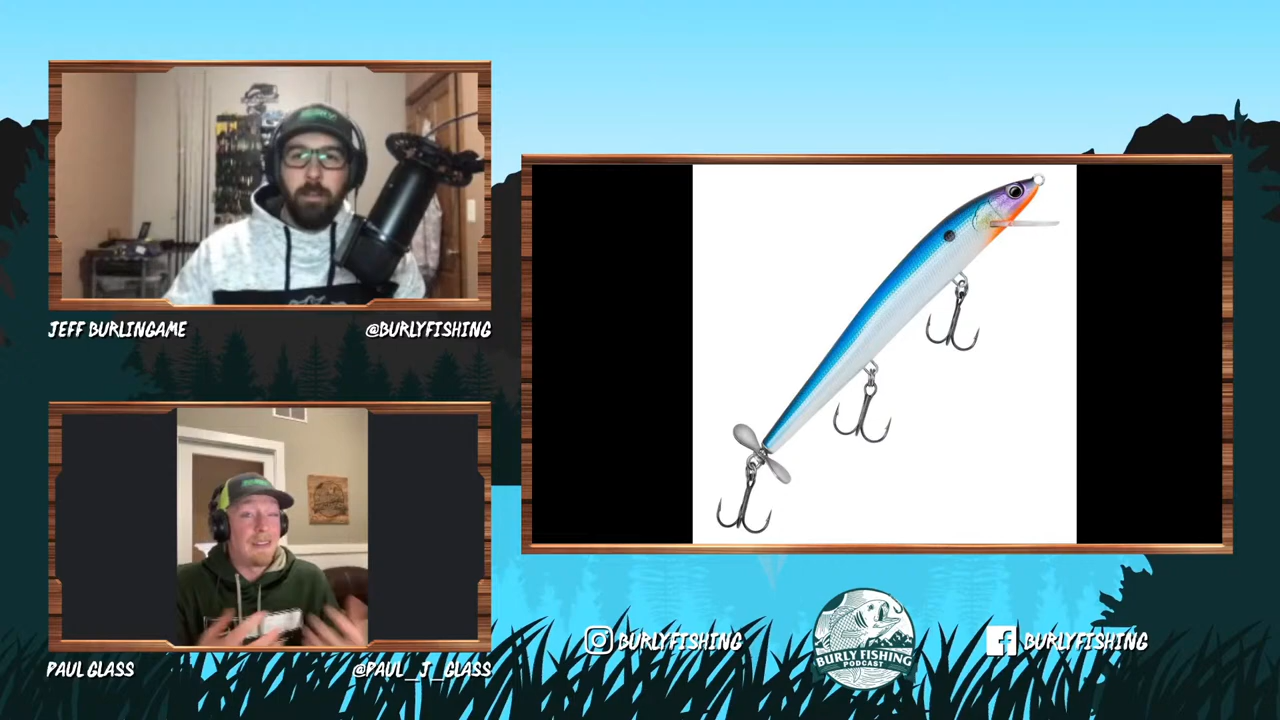 JEFF BURLINGAME
@BURLYFISHING
PAUL GLASS
@PAUL_J_GLASS
BURLYFISHING
BURLY FISHING
PODCAST
BURLYFISHING